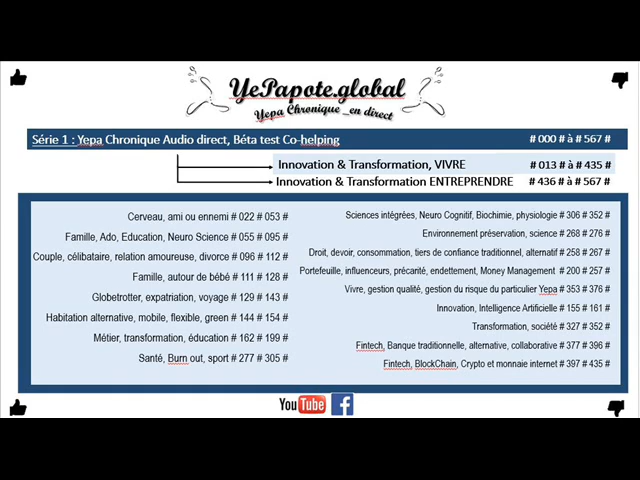 YePapote.global
Yepa Chronique _en direct
Série 1 : Yepa Chronique Audio direct, Béta test Co-helping # 000 # à # 567 #
Innovation & Transformation, VIVRE # 013 # à # 435 #
Innovation & Transformation ENTREPRENDRE # 436 # à # 567 #
Cerveau, ami ou ennemi # 022 # 053 #
Famille, Ado, Education, Neuro Science # 055 # 095 #
Couple, célibataire, relation amoureuse, divorce # 096 # 112 #
Famille, autour de bébé # 111 # 128 #
Globetrotter, expatriation, voyage # 129 # 143 #
Habitation alternative, mobile, flexible, green # 144 # 154 #
Métier, transformation, éducation # 162 # 199 #
Santé, Burn out, sport # 277 # 305 #
Sciences intégrées, Neuro Cognitif, Biochimie, physiologie # 306 # 352 #
Environnement préservation, science # 268 # 276 #
Droit, devoir, consommation, tiers de confiance traditionnel, alternatif # 258 # 267 #
Portefeuille, influenceurs, précarité, endettement, Money Management # 200 # 257 #
Vivre, gestion qualité, gestion du risque du particulier Yepa # 353 # 376 #
Innovation, Intelligence Artificielle # 155 # 161 #
Transformation, société # 327 # 352 #
Fintech, Banque traditionnelle, alternative, collaborative # 377 # 396 #
Fintech, BlockChain, Crypto et monnaie internet # 397 # 435 #
YouTube f